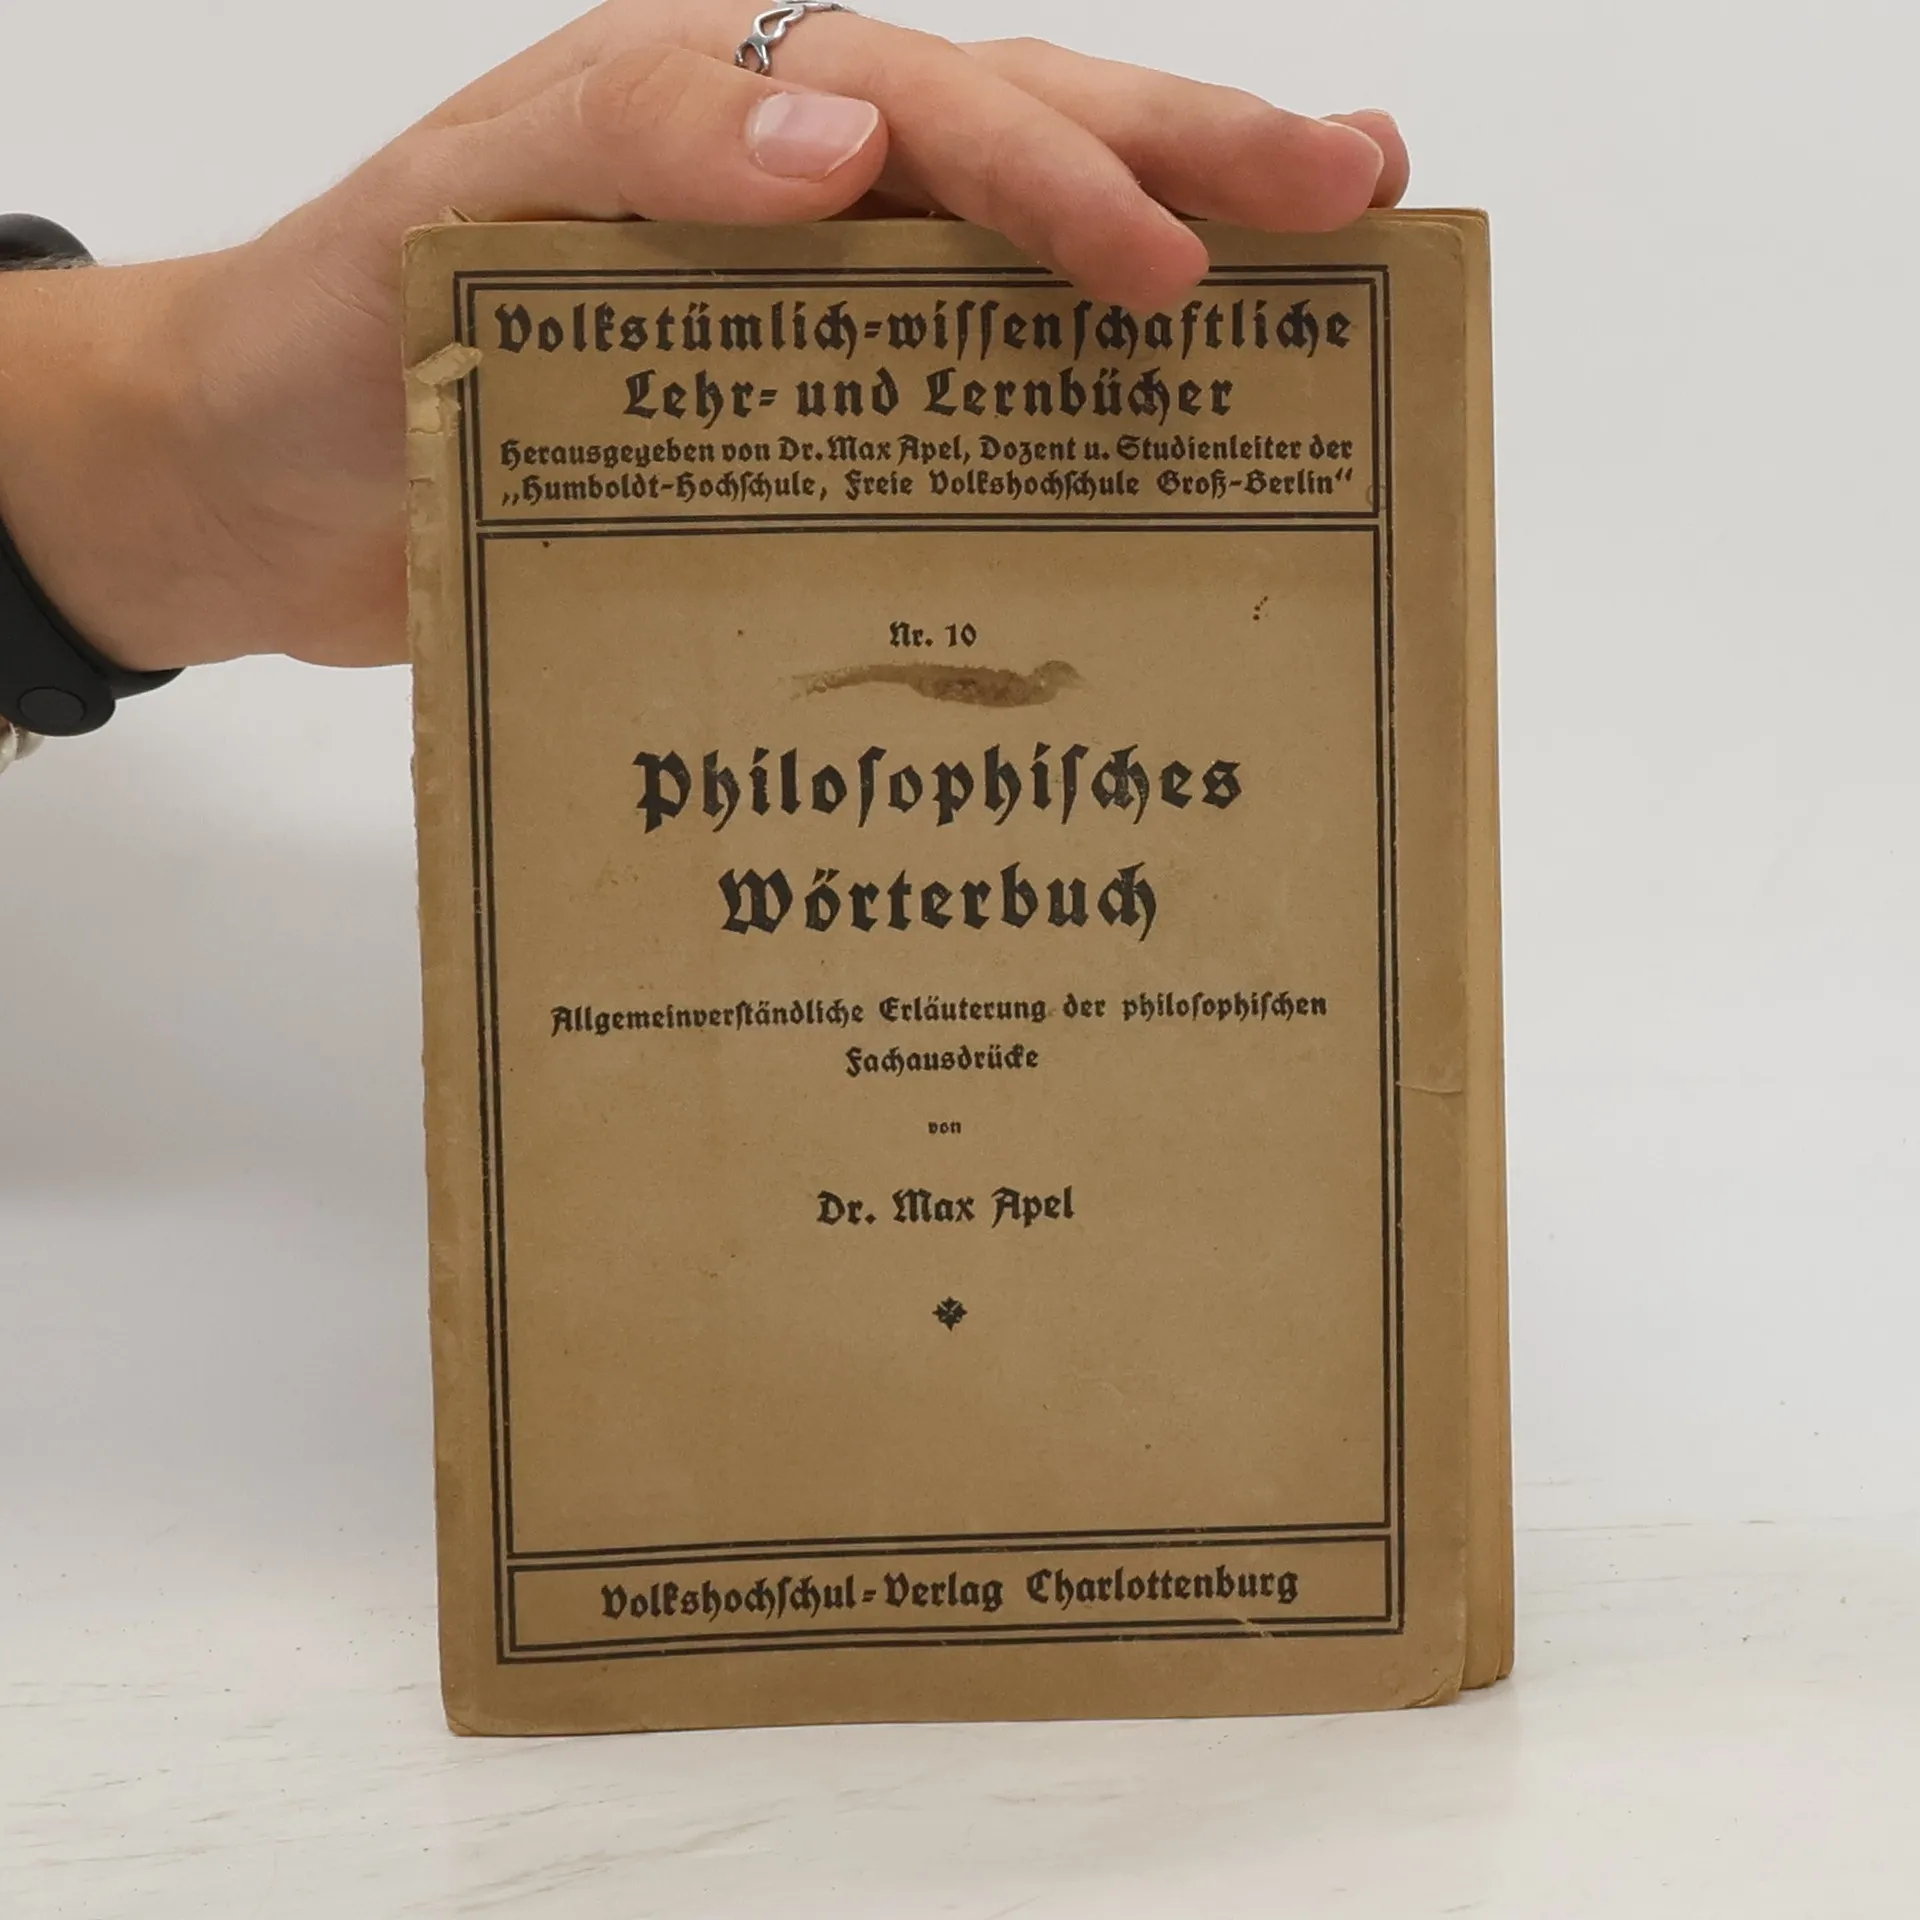 Volkstümlich=wiſſenſchaftliche
Lehr= und Lernbücher
Herausgegeben von Dr. Max Apel, Dozent u. Studienleiter der
„Humboldt-Hochſchule, Freie Volkshochſchule Groß-Berlin“
Nr. 10
Philoſophiſches
Wörterbuch
Allgemeinverſtändliche Erläuterung der philoſophiſchen
Fachausdrücke
von
Dr. Max Apel
Volkshochſchul=Verlag Charlottenburg